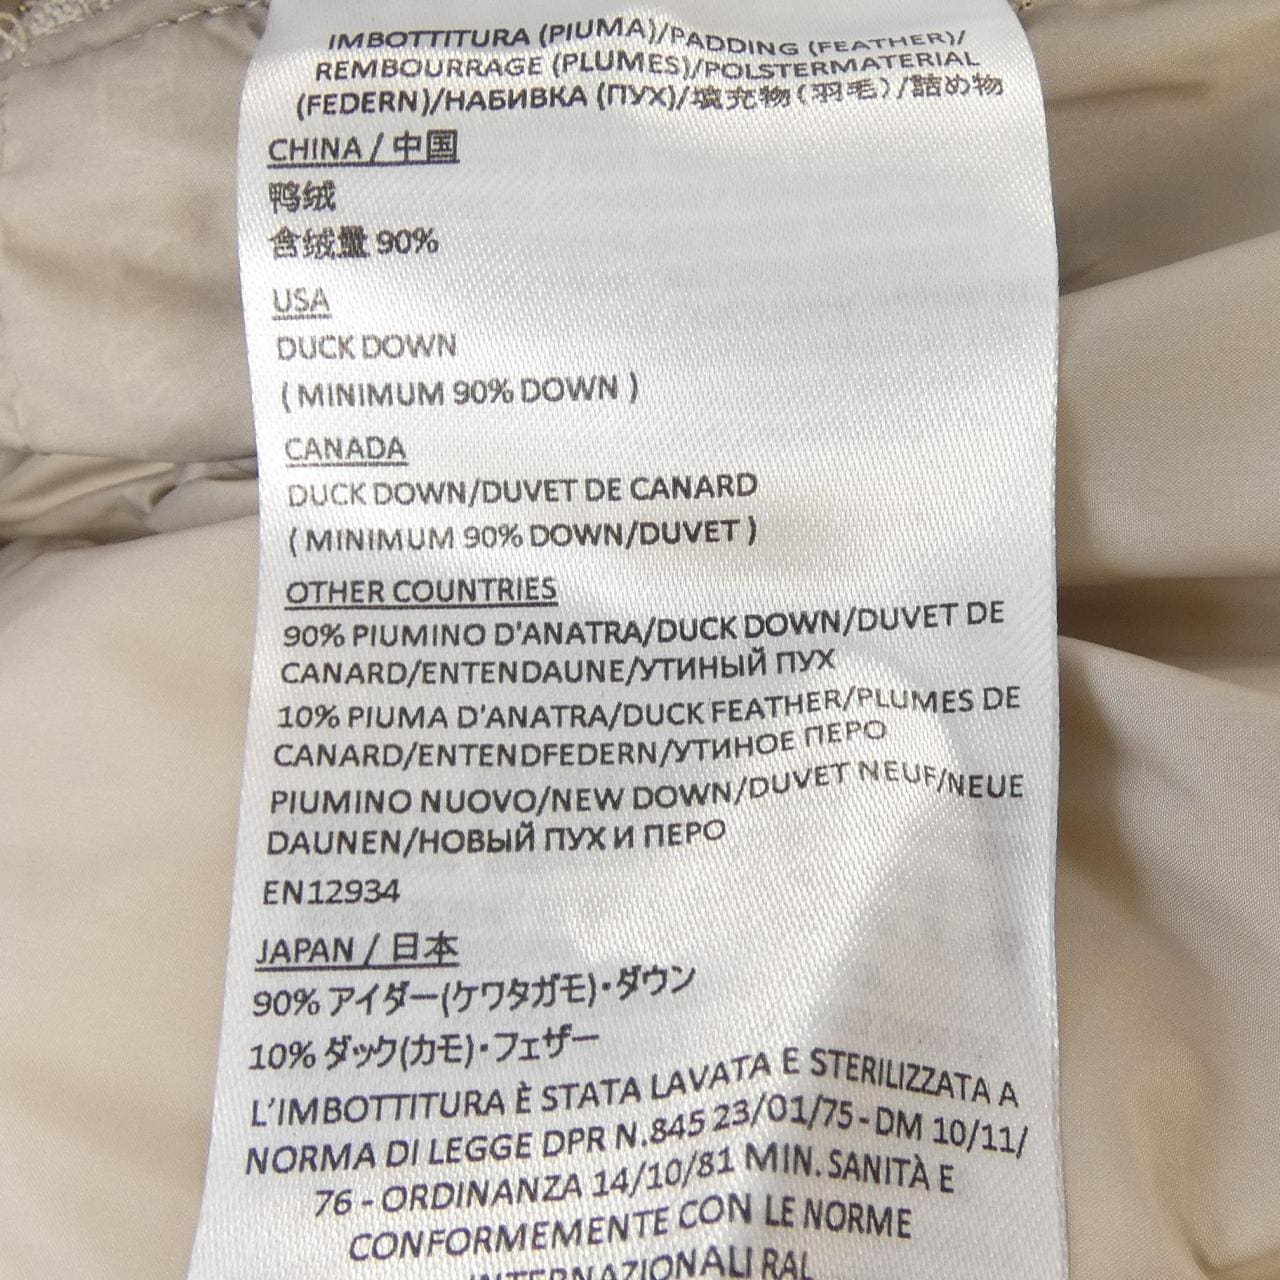 IMBOTTITURA (PIUMA)/PADDING (FEATHER)/
REMBOURRAGE (PLUMES)/POLSTERMATERIAL
(FEDERN)/НАБИВКА (ПУХ)/填充物(羽毛)/詰め物
CHINA / 中国
鸭绒
含绒量 90%
USA
DUCK DOWN
( MINIMUM 90% DOWN )
CANADA
DUCK DOWN/DUVET DE CANARD
( MINIMUM 90% DOWN/DUVET )
OTHER COUNTRIES
90% PIUMINO D'ANATRA/DUCK DOWN/DUVET DE
CANARD/ENTENDAUNE/УТИНЫЙ ПУХ
10% PIUMA D'ANATRA/DUCK FEATHER/PLUMES DE
CANARD/ENTENDFEDERN/УТИНОЕ ПЕРО
PIUMINO NUOVO/NEW DOWN/DUVET NEUF/NEUE
DAUNEN/НОВЫЙ ПУХ И ПЕРО
EN12934
JAPAN / 日本
90% アイダー(ケワタガモ)・ダウン
10% ダック(カモ)・フェザー
L'IMBOTTITURA È STATA LAVATA E STERILIZZATA A
NORMA DI LEGGE DPR N.845 23/01/75 - DM 10/11/
76 - ORDINANZA 14/10/81 MIN. SANITÀ E
CONFORMEMENTE CON LE NORME
INTERNAZIONALI RAL